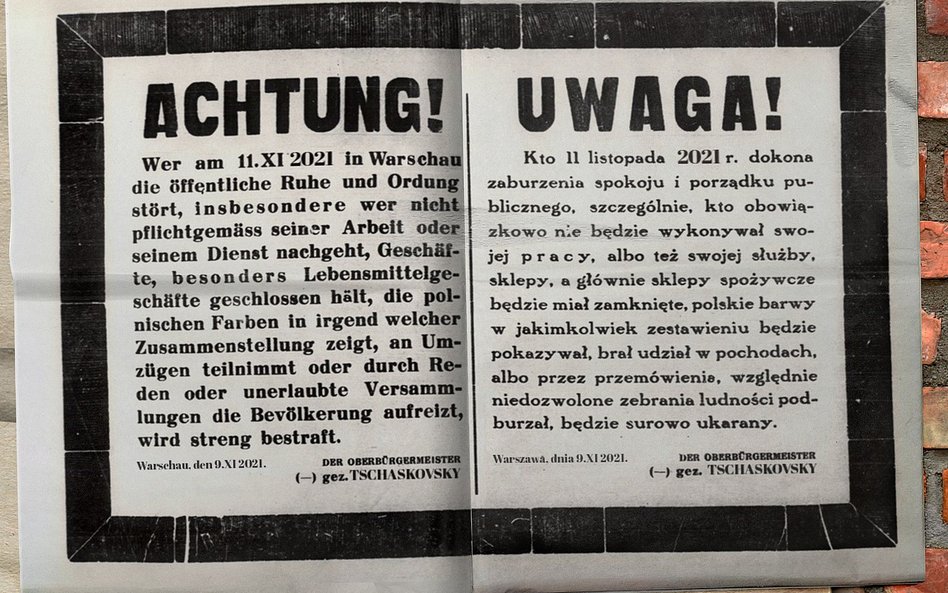 ACHTUNG!
Wer am 11.XI 2021 in Warschau
die öffentliche Ruhe und Ordnung
stört, insbesondere wer nicht
pflichtgemäss seiner Arbeit oder
seinem Dienst nachgeht, Geschäf-
te, besonders Lebensmittelge-
schäfte geschlossen hält, die pol-
nischen Farben in irgend welcher
Zusammenstellung zeigt, an Um-
zügen teilnimmt oder durch Re-
den oder unerlaubte Versamm-
lungen die Bevölkerung aufreizt,
wird streng bestraft.
Warschau, den 9.XI 2021.
DER OBERBÜRGERMEISTER
(—) gez. TSCHASKOVSKY
UWAGA!
Kto 11 listopada 2021 r. dokona
zaburzenia spokoju i porządku pu-
blicznego, szczególnie, kto obowią-
zkowo nie będzie wykonywał swo-
jej pracy, albo też swojej służby,
sklepy, a głównie sklepy spożywcze
będzie miał zamknięte, polskie barwy
w jakimkolwiek zestawieniu będzie
pokazywał, brał udział w pochodach,
albo przez przemówienia, względnie
niedozwolone zebrania ludności pod-
burzał, będzie surowo ukarany.
Warszawa, dnia 9.XI 2021.
DER OBERBÜRGERMEISTER
(—) gez. TSCHASKOVSKY